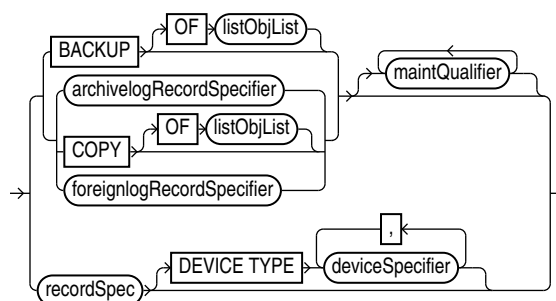 OF listObjList
BACKUP
maintQualifier
archivelogRecordSpecifier
OF listObjList
COPY
foreignlogRecordSpecifier
,
DEVICE TYPE deviceSpecifier
recordSpec